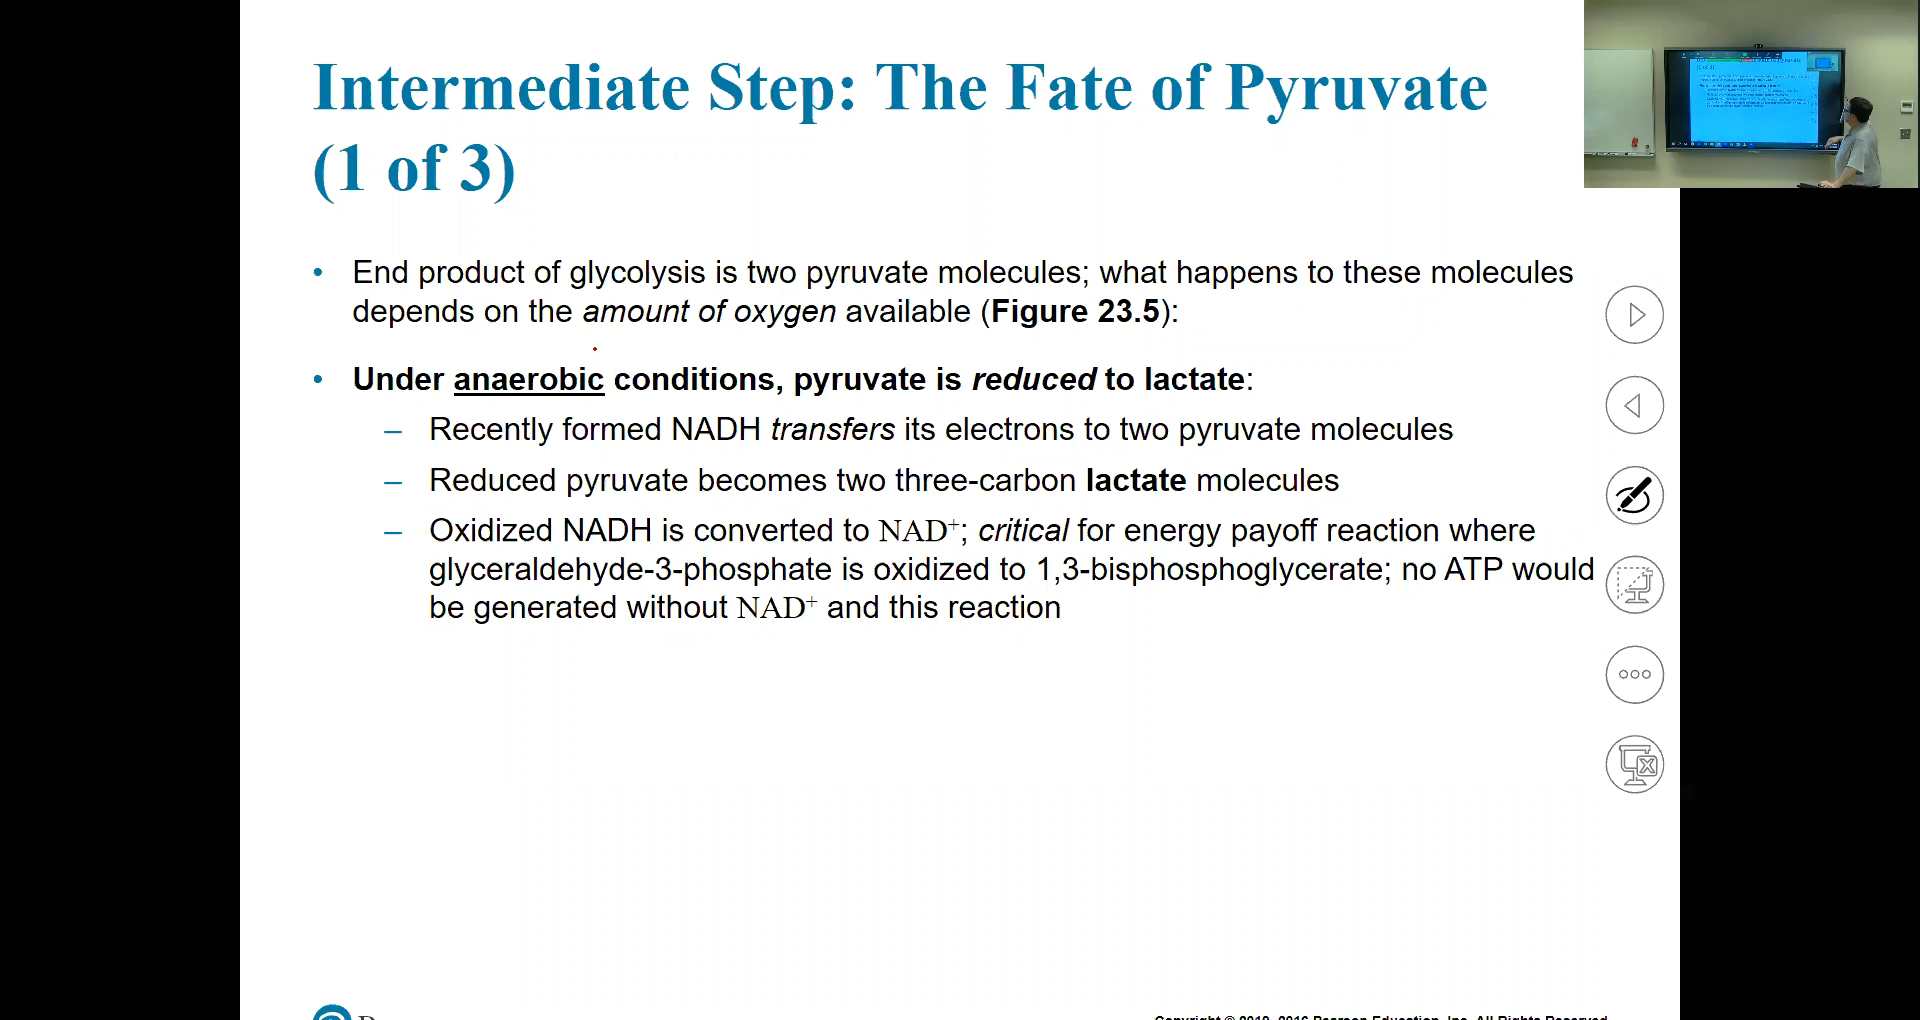 Intermediate Step: The Fate of Pyruvate
(1 of 3)
• End product of glycolysis is two pyruvate molecules; what happens to these molecules
depends on the amount of oxygen available (Figure 23.5):
• Under anaerobic conditions, pyruvate is reduced to lactate:
– Recently formed NADH transfers its electrons to two pyruvate molecules
– Reduced pyruvate becomes two three-carbon lactate molecules
– Oxidized NADH is converted to NAD⁺; critical for energy payoff reaction where
glyceraldehyde-3-phosphate is oxidized to 1,3-bisphosphoglycerate; no ATP would
be generated without NAD⁺ and this reaction